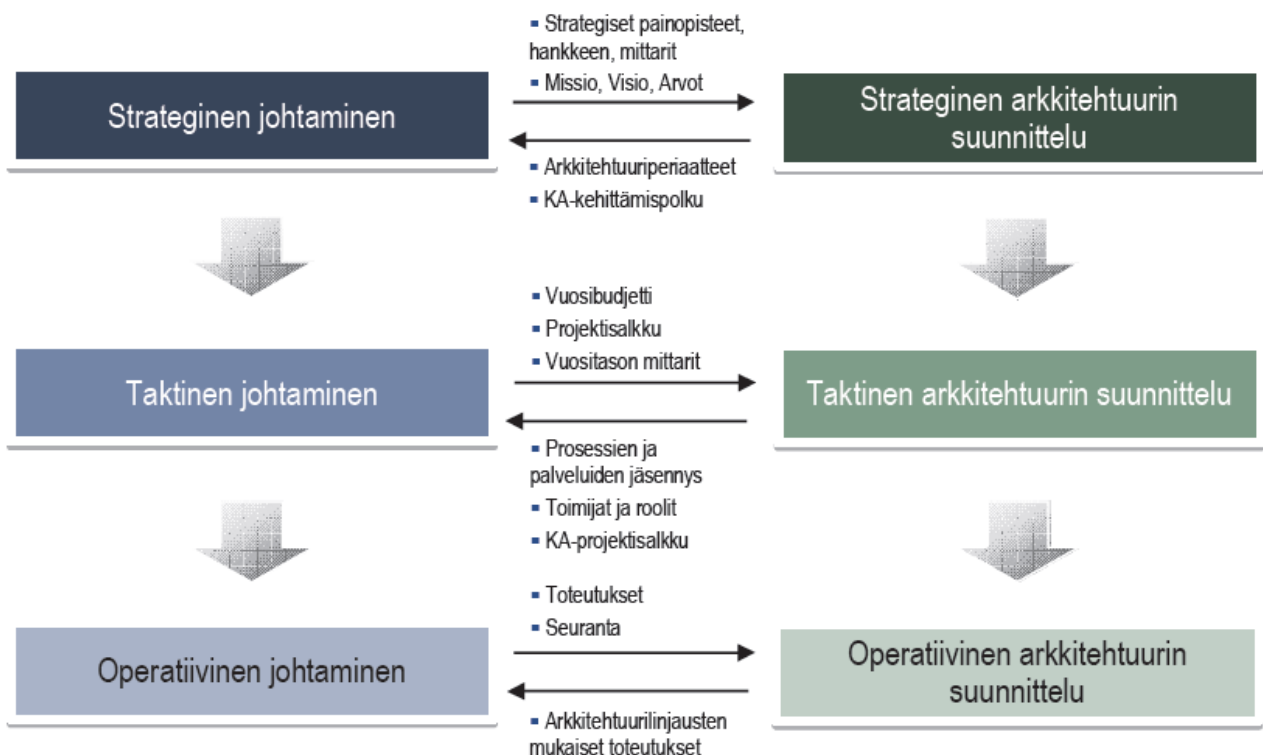 ▪ Strategiset painopisteet,
hankkeen, mittarit
▪ Missio, Visio, Arvot
Strateginen johtaminen
Strateginen arkkitehtuurin
suunnittelu
▪ Arkkitehtuuriperiaatteet
▪ KA-kehittämispolku
▪ Vuosibudjetti
▪ Projektisalkku
▪ Vuositason mittarit
Taktinen johtaminen
Taktinen arkkitehtuurin suunnittelu
▪ Prosessien ja
palveluiden jäsennys
▪ Toimijat ja roolit
▪ KA-projektisalkku
▪ Toteutukset
▪ Seuranta
Operatiivinen johtaminen
Operatiivinen arkkitehtuurin
suunnittelu
▪ Arkkitehtuurilinjausten
mukaiset toteutukset